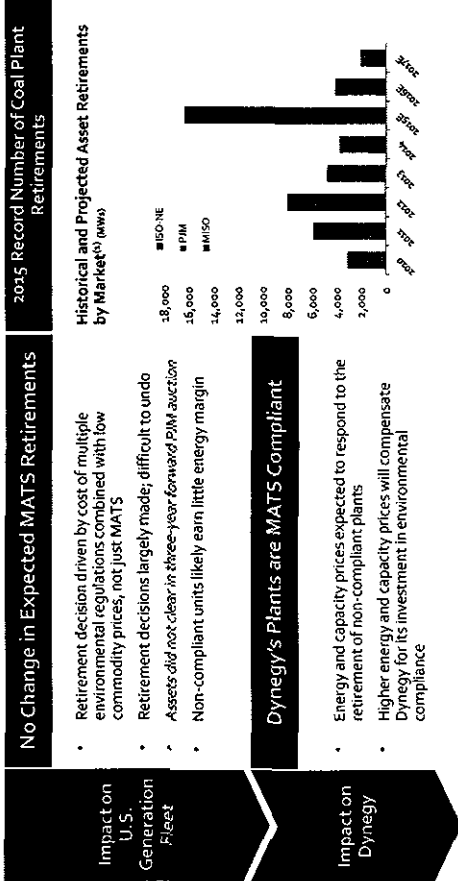 Impact on
U.S.
Generation
Fleet
No Change in Expected MATS Retirements
• Retirement decision driven by cost of multiple
environmental regulations combined with low
commodity prices, not just MATS
• Retirement decisions largely made; difficult to undo
• Assets did not clear in three-year forward PJM auction
• Non-compliant units likely earn little energy margin
2015 Record Number of Coal Plant
Retirements
Historical and Projected Asset Retirements
by Market(1) (MWs)
■ISO-NE
■PJM
■MISO
18,000
16,000
14,000
12,000
10,000
8,000
6,000
4,000
2,000
0
2010
2011
2012
2013
2014
2015E
2016E
2017E
Impact on
Dynegy
Dynegy's Plants are MATS Compliant
• Energy and capacity prices expected to respond to the
retirement of non-compliant plants
• Higher energy and capacity prices will compensate
Dynegy for its investment in environmental
compliance